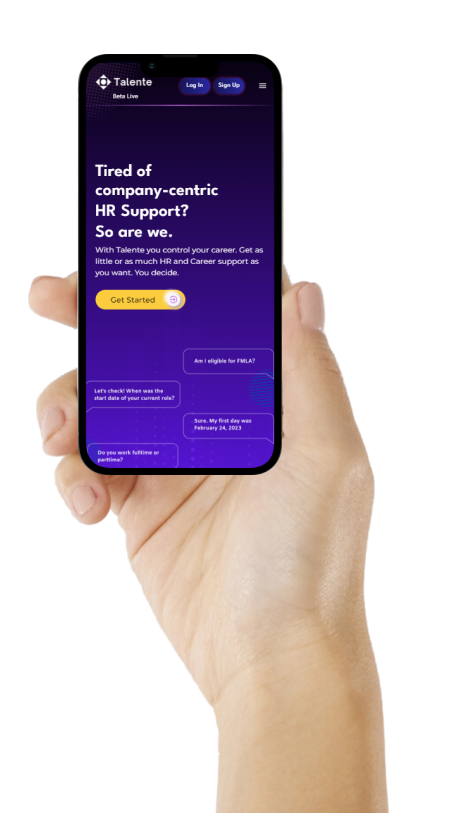 Talente
Beta Live
Log In
Sign Up
Tired of
company-centric
HR Support?
So are we.
With Talente you control your career. Get as
little or as much HR and Career support as
you want. You decide.
Get Started
Am I eligible for FMLA?
Let's check! When was the
start date of your current role?
Sure. My first day was
February 24, 2023
Do you work fulltime or
parttime?